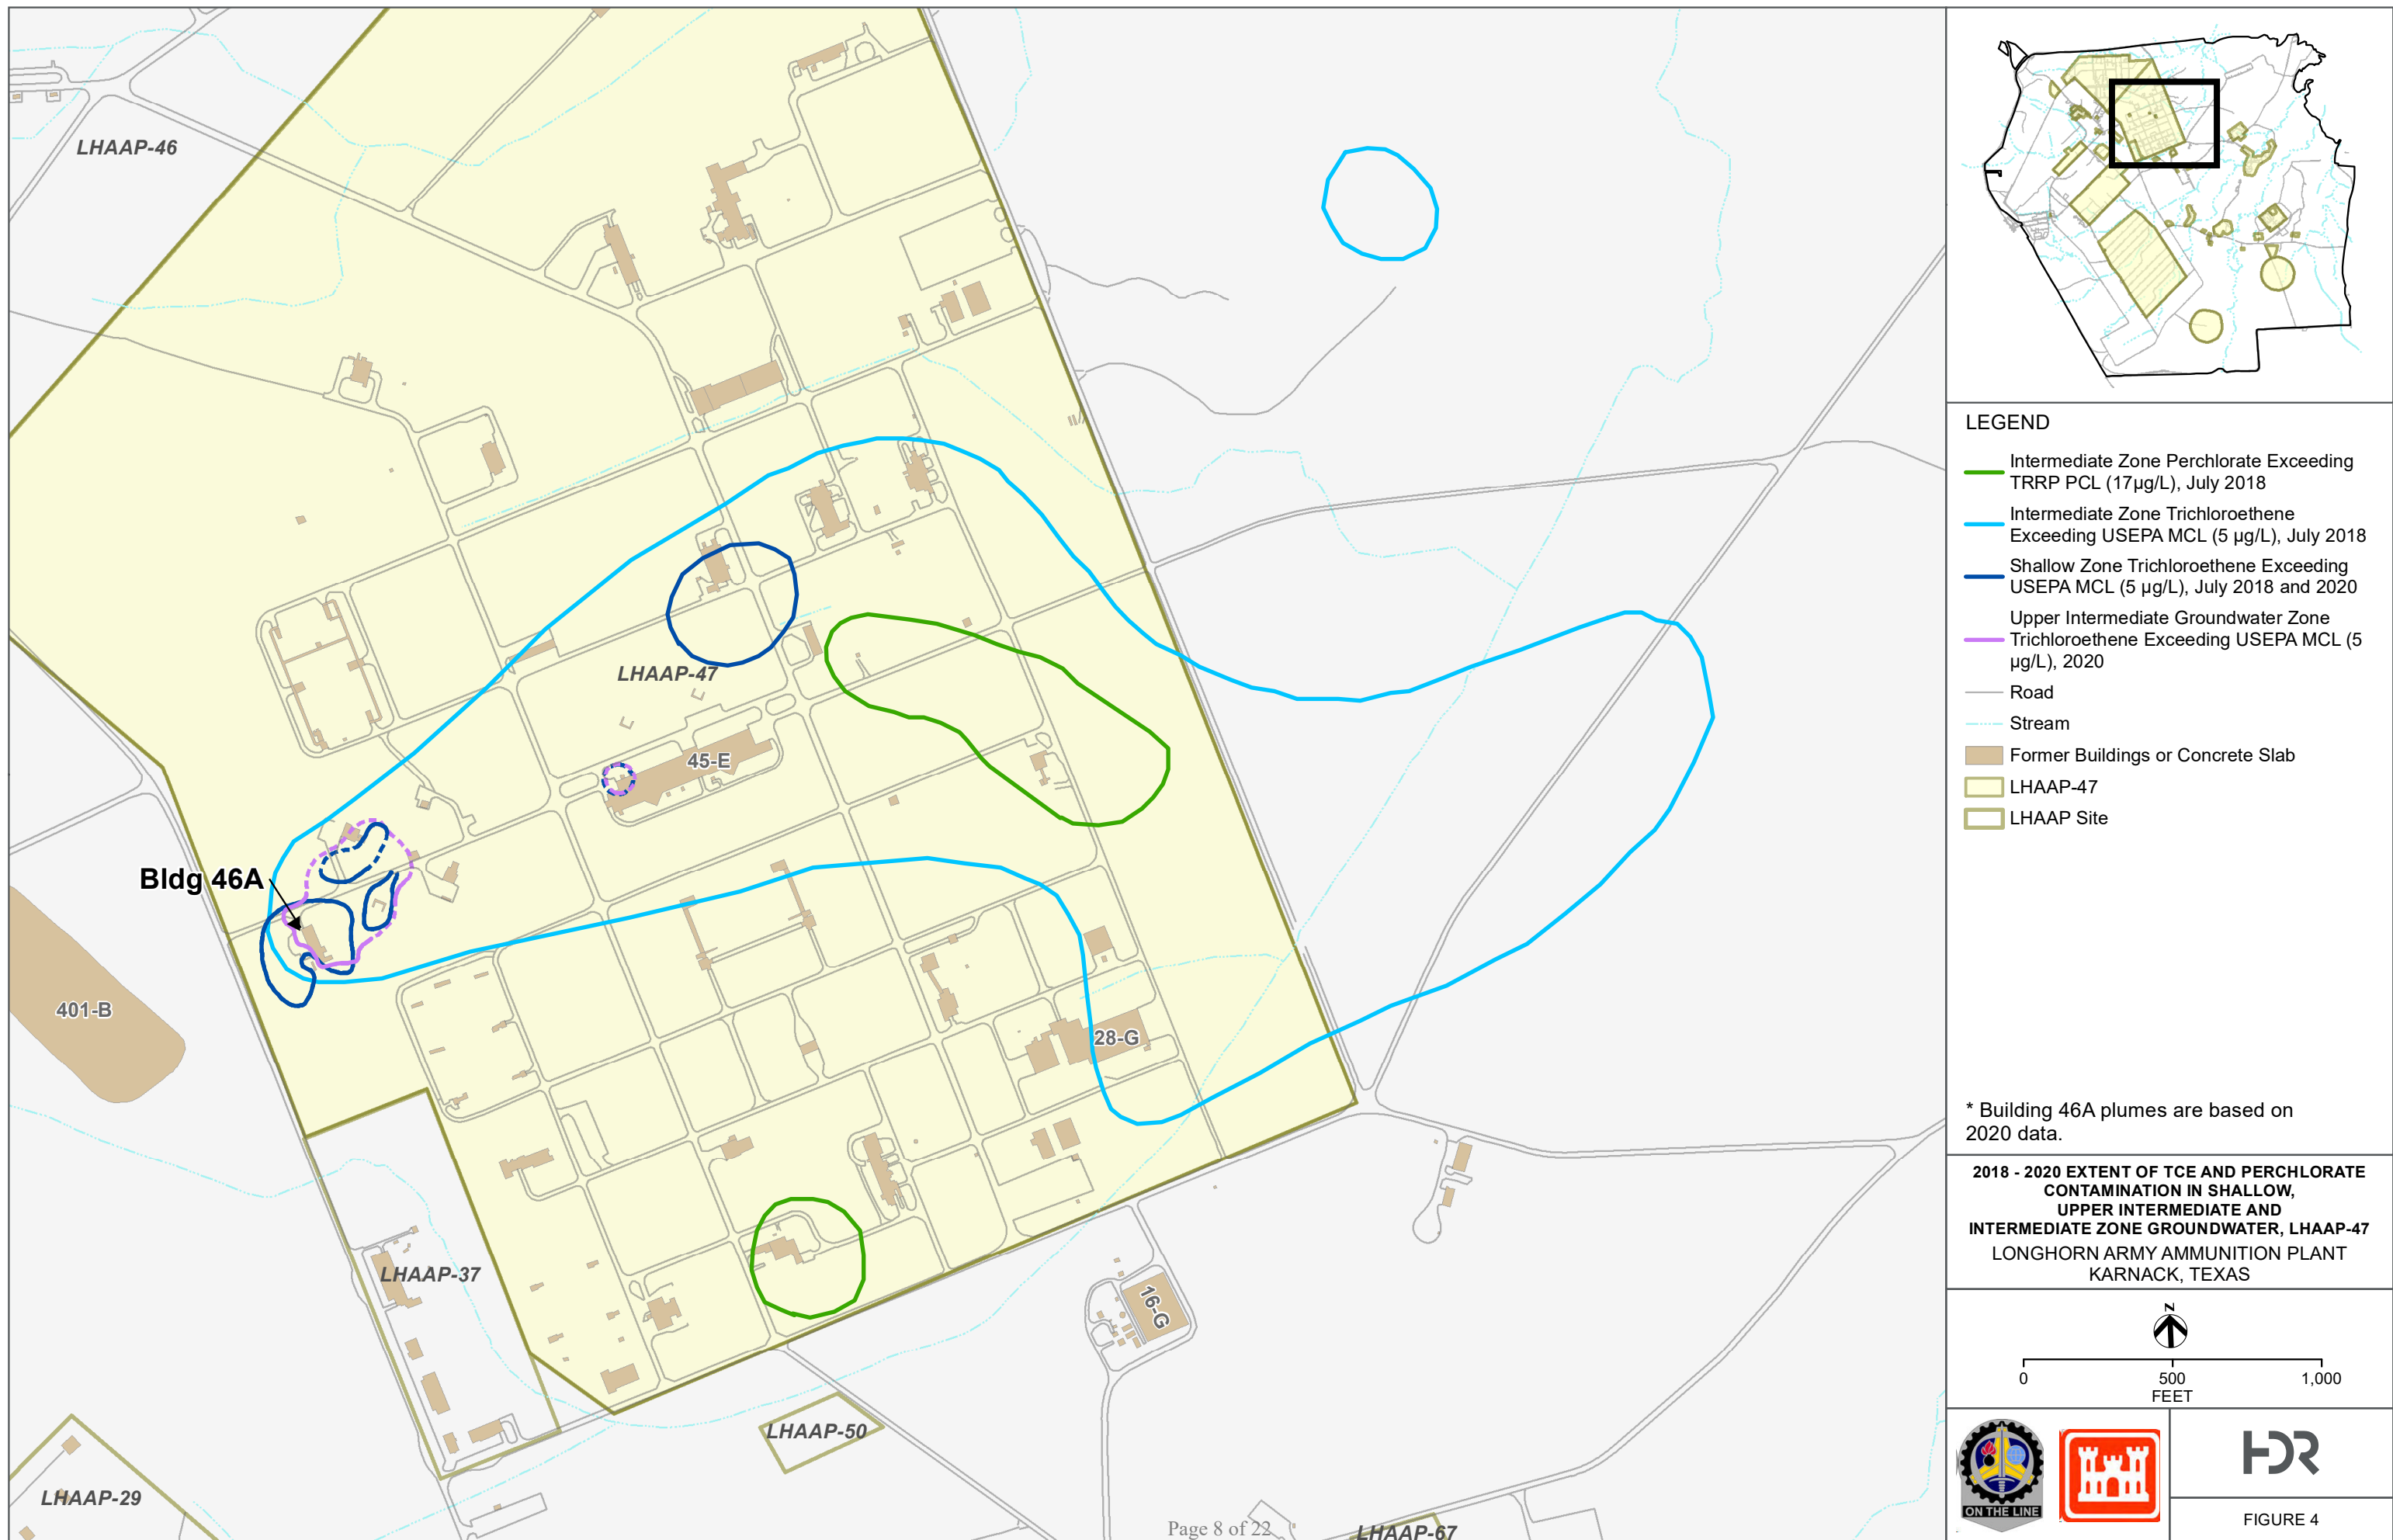 LHAAP-46
LHAAP-47
45-E
Bldg 46A
401-B
28-G
LHAAP-37
16-G
LHAAP-50
LHAAP-29
LHAAP-67
Page 8 of 22
LEGEND
Intermediate Zone Perchlorate Exceeding
TRRP PCL (17µg/L), July 2018
Intermediate Zone Trichloroethene
Exceeding USEPA MCL (5 µg/L), July 2018
Shallow Zone Trichloroethene Exceeding
USEPA MCL (5 µg/L), July 2018 and 2020
Upper Intermediate Groundwater Zone
Trichloroethene Exceeding USEPA MCL (5
µg/L), 2020
Road
Stream
Former Buildings or Concrete Slab
LHAAP-47
LHAAP Site
* Building 46A plumes are based on
2020 data.
2018 - 2020 EXTENT OF TCE AND PERCHLORATE
CONTAMINATION IN SHALLOW,
UPPER INTERMEDIATE AND
INTERMEDIATE ZONE GROUNDWATER, LHAAP-47
LONGHORN ARMY AMMUNITION PLANT
KARNACK, TEXAS
N
0 500 1,000
FEET
ON THE LINE
HDR
FIGURE 4